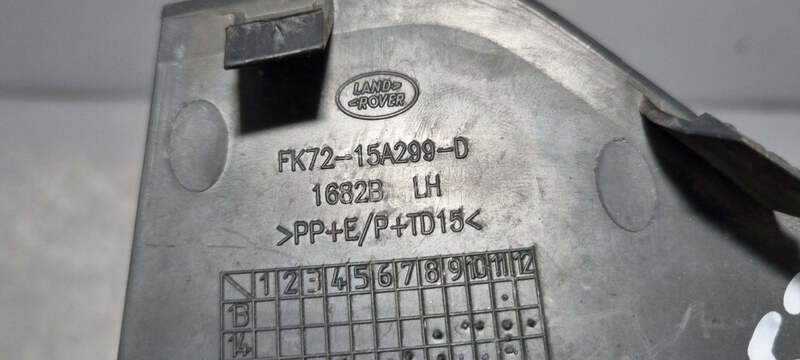 LAND
ROVER
FK72-15A299-D
1682B LH
>PP+E/P+TD15<
1 2 3 4 5 6 7 8 9 10 11 12
13
14